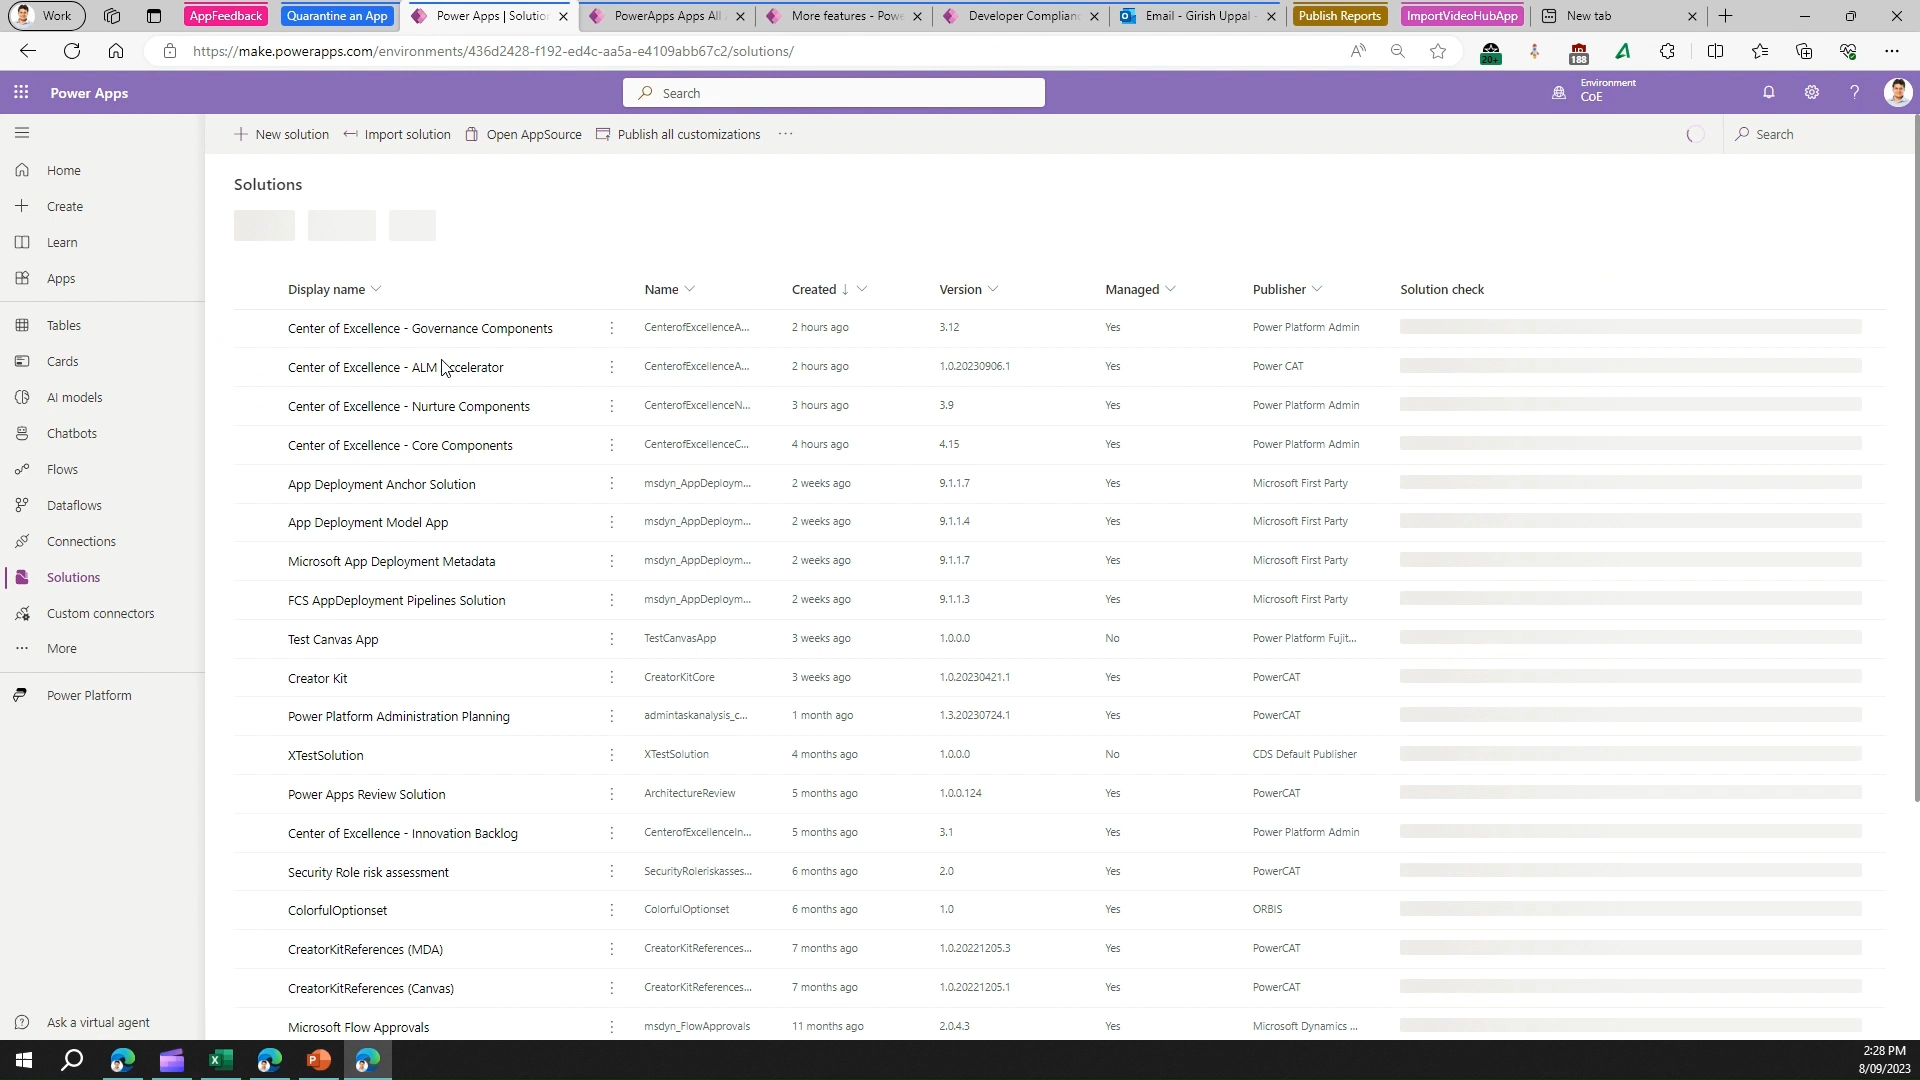 Work
AppFeedback
Quarantine an App
Power Apps | Solution
PowerApps Apps All
More features - Powe
Developer Complianc
Email - Girish Uppal -
Publish Reports
ImportVideoHubApp
New tab
https://make.powerapps.com/environments/436d2428-f192-ed4c-aa5a-e4109abb67c2/solutions/
20+
188
Power Apps
Search
Environment
CoE
New solution
Import solution
Open AppSource
Publish all customizations
Search
Home
Create
Learn
Apps
Tables
Cards
AI models
Chatbots
Flows
Dataflows
Connections
Solutions
Custom connectors
More
Power Platform
Ask a virtual agent
Solutions
Display name Name Created Version Managed Publisher Solution check
Center of Excellence - Governance Components CenterofExcellenceA... 2 hours ago 3.12 Yes Power Platform Admin
Center of Excellence - ALM Accelerator CenterofExcellenceA... 2 hours ago 1.0.20230906.1 Yes Power CAT
Center of Excellence - Nurture Components CenterofExcellenceN... 3 hours ago 3.9 Yes Power Platform Admin
Center of Excellence - Core Components CenterofExcellenceC... 4 hours ago 4.15 Yes Power Platform Admin
App Deployment Anchor Solution msdyn_AppDeploym... 2 weeks ago 9.1.1.7 Yes Microsoft First Party
App Deployment Model App msdyn_AppDeploym... 2 weeks ago 9.1.1.4 Yes Microsoft First Party
Microsoft App Deployment Metadata msdyn_AppDeploym... 2 weeks ago 9.1.1.7 Yes Microsoft First Party
FCS AppDeployment Pipelines Solution msdyn_AppDeploym... 2 weeks ago 9.1.1.3 Yes Microsoft First Party
Test Canvas App TestCanvasApp 3 weeks ago 1.0.0.0 No Power Platform Fujit...
Creator Kit CreatorKitCore 3 weeks ago 1.0.20230421.1 Yes PowerCAT
Power Platform Administration Planning admintaskanalysis_c... 1 month ago 1.3.20230724.1 Yes PowerCAT
XTestSolution XTestSolution 4 months ago 1.0.0.0 No CDS Default Publisher
Power Apps Review Solution ArchitectureReview 5 months ago 1.0.0.124 Yes PowerCAT
Center of Excellence - Innovation Backlog CenterofExcellenceIn... 5 months ago 3.1 Yes Power Platform Admin
Security Role risk assessment SecurityRoleriskasses... 6 months ago 2.0 Yes PowerCAT
ColorfulOptionset ColorfulOptionset 6 months ago 1.0 Yes ORBIS
CreatorKitReferences (MDA) CreatorKitReferences... 7 months ago 1.0.20221205.3 Yes PowerCAT
CreatorKitReferences (Canvas) CreatorKitReferences... 7 months ago 1.0.20221205.1 Yes PowerCAT
Microsoft Flow Approvals msdyn_FlowApprovals 11 months ago 2.0.4.3 Yes Microsoft Dynamics ...
2:28 PM
8/09/2023